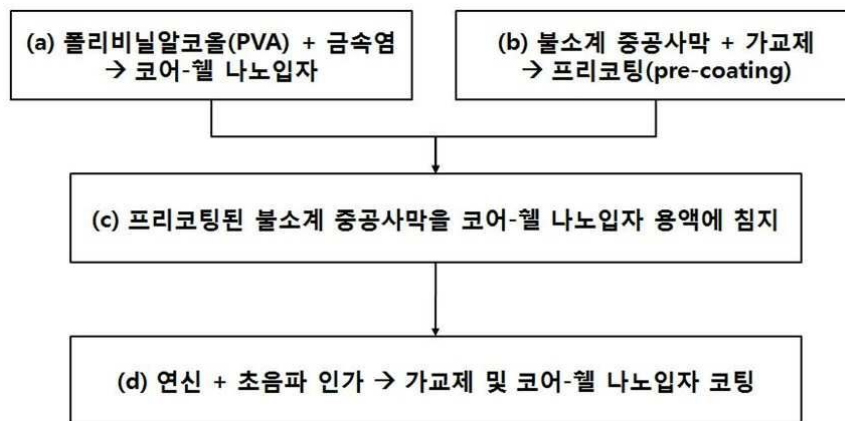 (a) 폴리비닐알코올(PVA) + 금속염
→ 코어-쉘 나노입자
(b) 불소계 중공사막 + 가교제
→ 프리코팅(pre-coating)
(c) 프리코팅된 불소계 중공사막을 코어-쉘 나노입자 용액에 침지
(d) 연신 + 초음파 인가 → 가교제 및 코어-쉘 나노입자 코팅